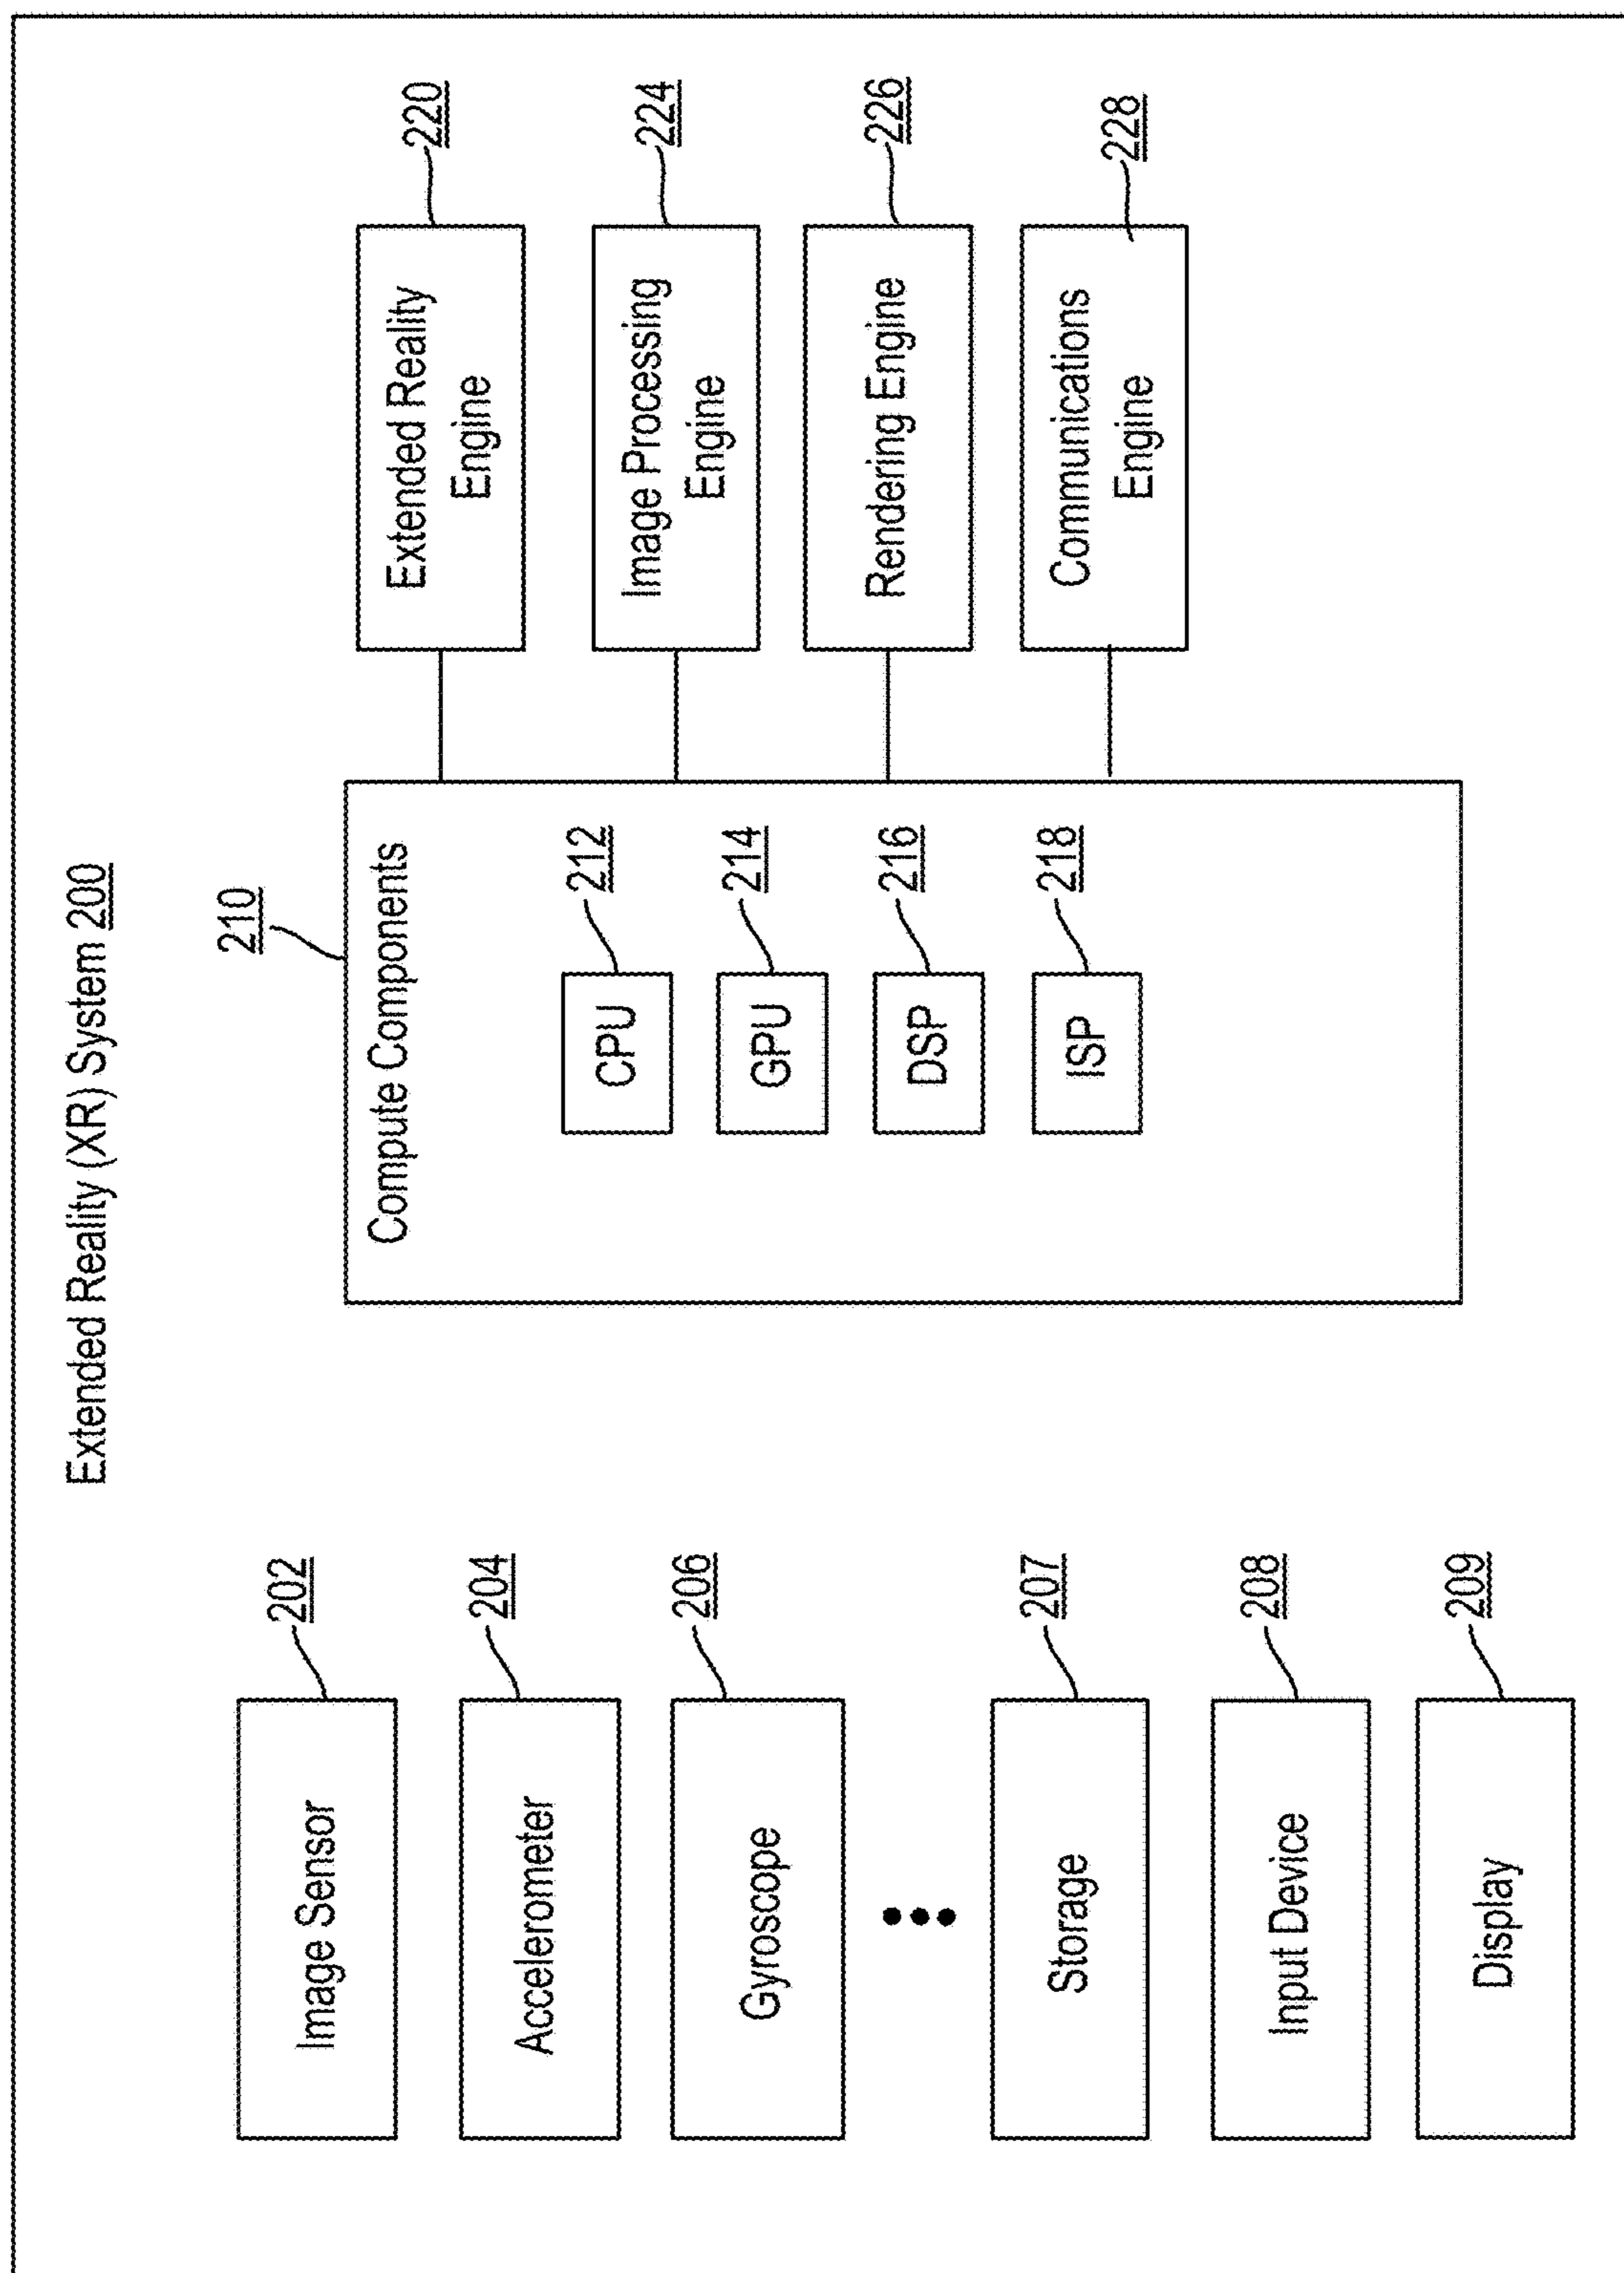 Extended Reality (XR) System 200
202
Image Sensor
204
Accelerometer
206
Gyroscope
207
Storage
208
Input Device
209
Display
210
Compute Components
212
CPU
214
GPU
216
DSP
218
ISP
220
Extended Reality
Engine
224
Image Processing
Engine
226
Rendering Engine
228
Communications
Engine